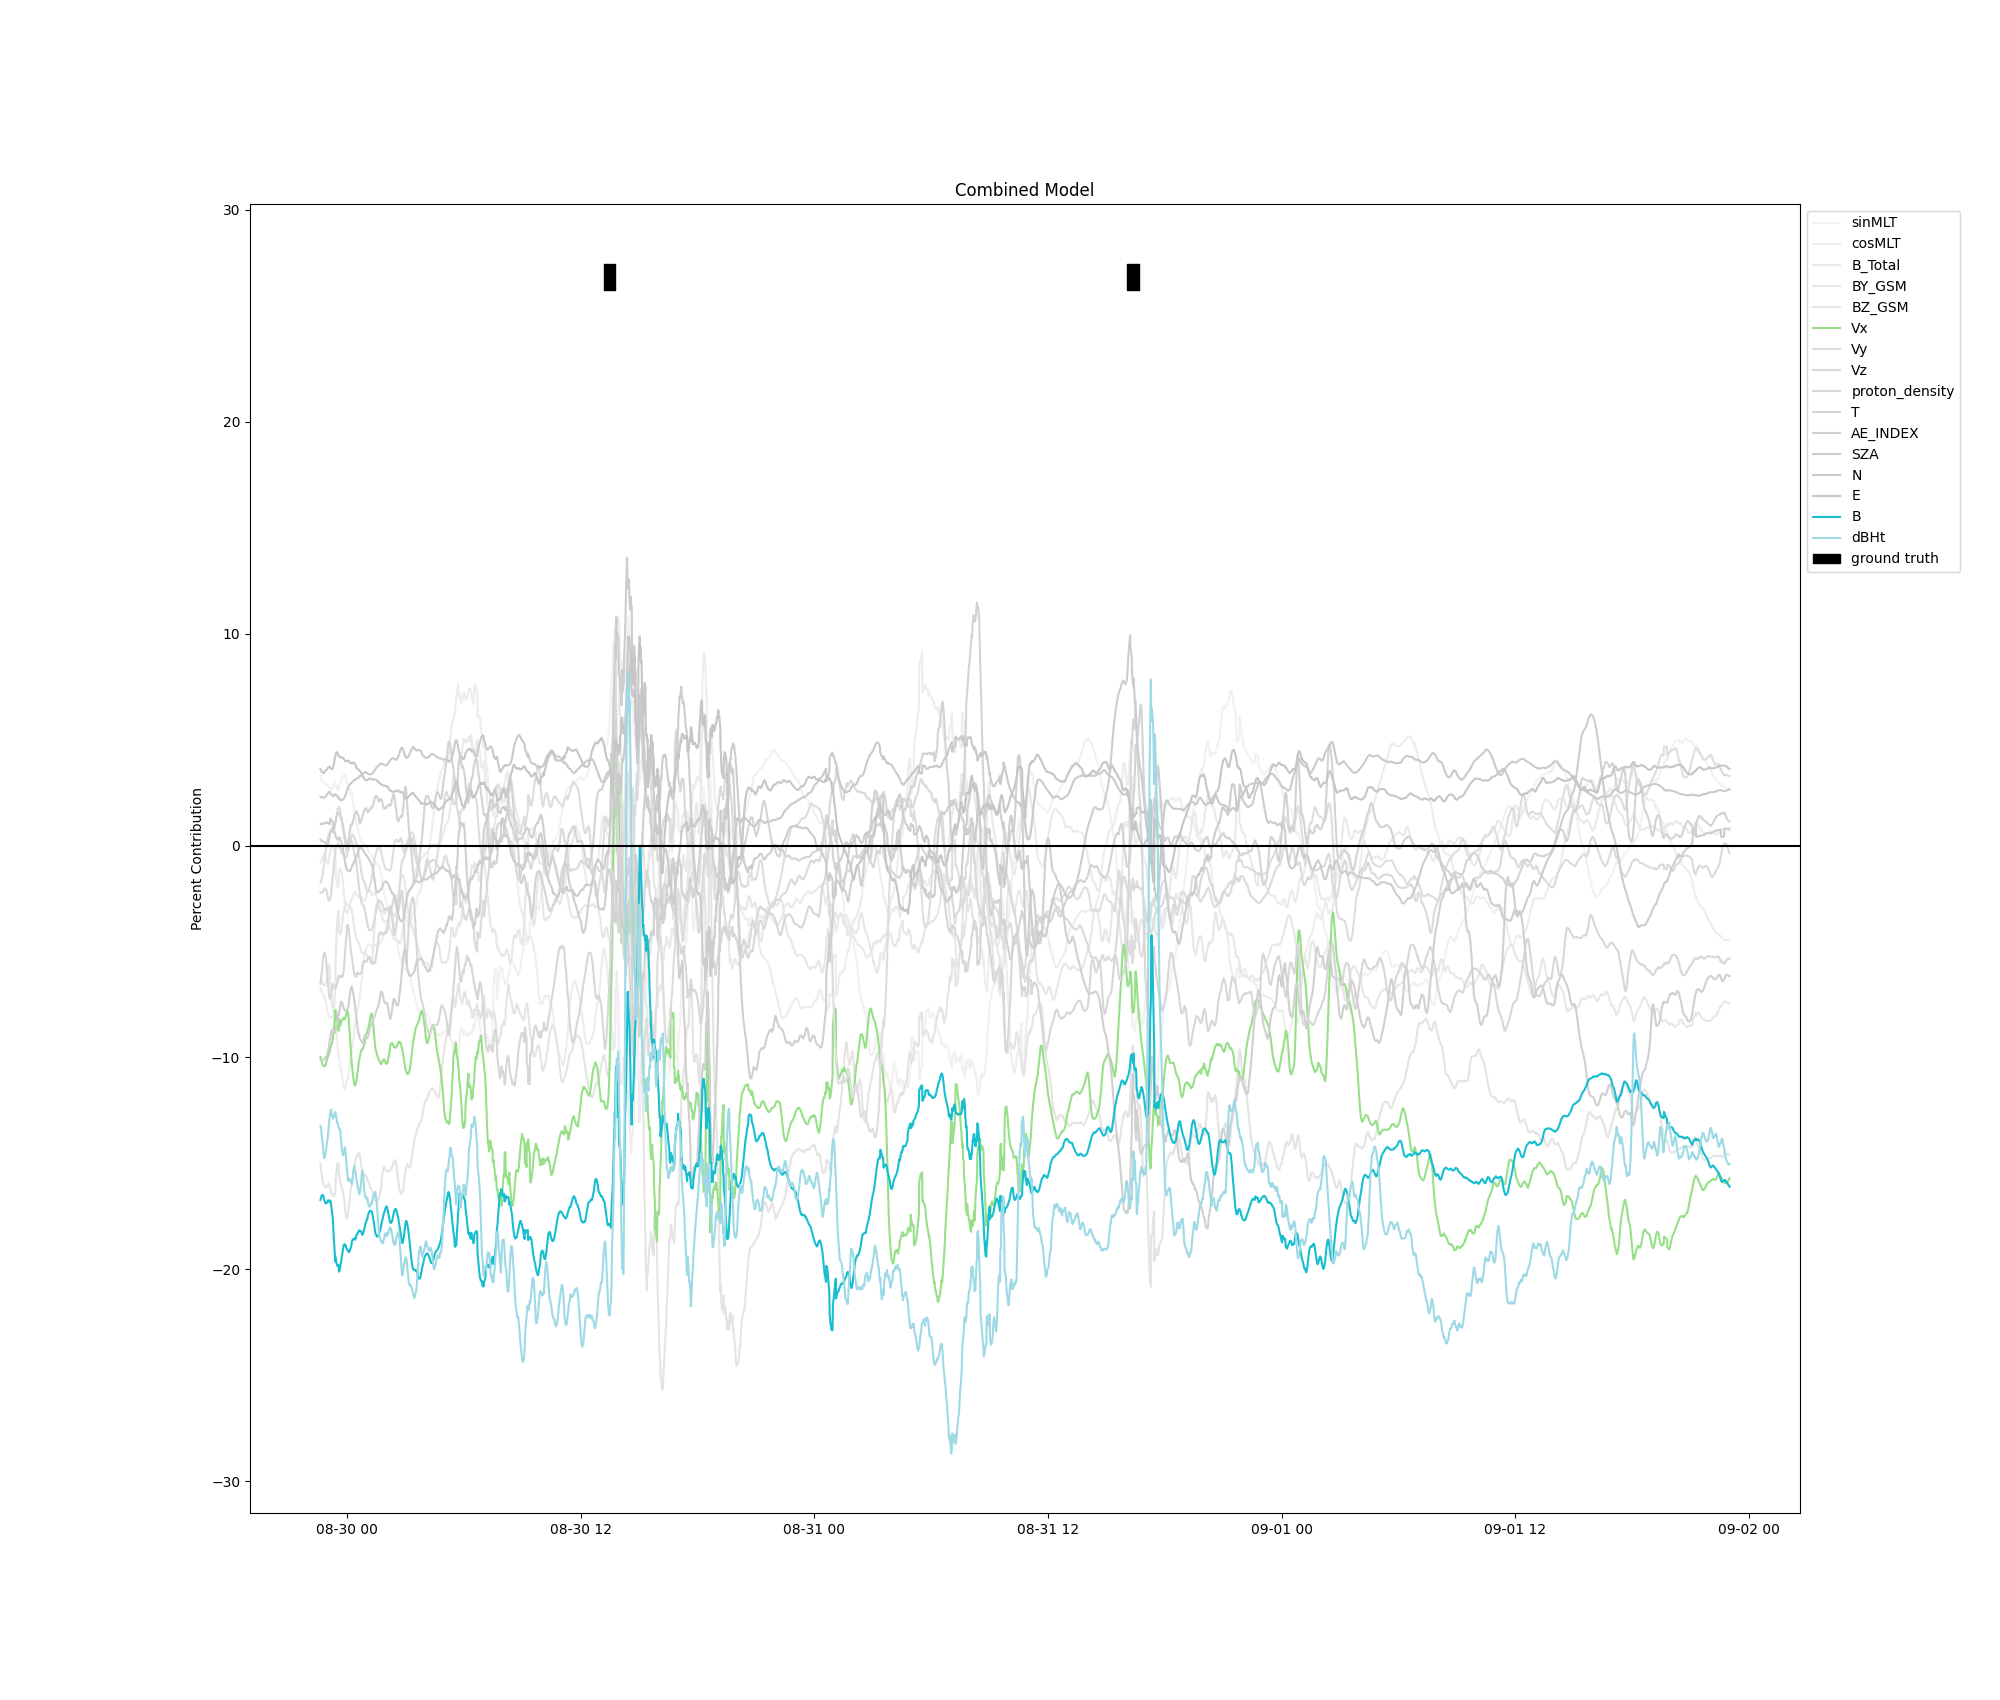 Combined Model
30
20
10
0
−10
−20
−30
Percent Contribution
08-30 00
08-30 12
08-31 00
08-31 12
09-01 00
09-01 12
09-02 00
sinMLT
cosMLT
B_Total
BY_GSM
BZ_GSM
Vx
Vy
Vz
proton_density
T
AE_INDEX
SZA
N
E
B
dBHt
ground truth